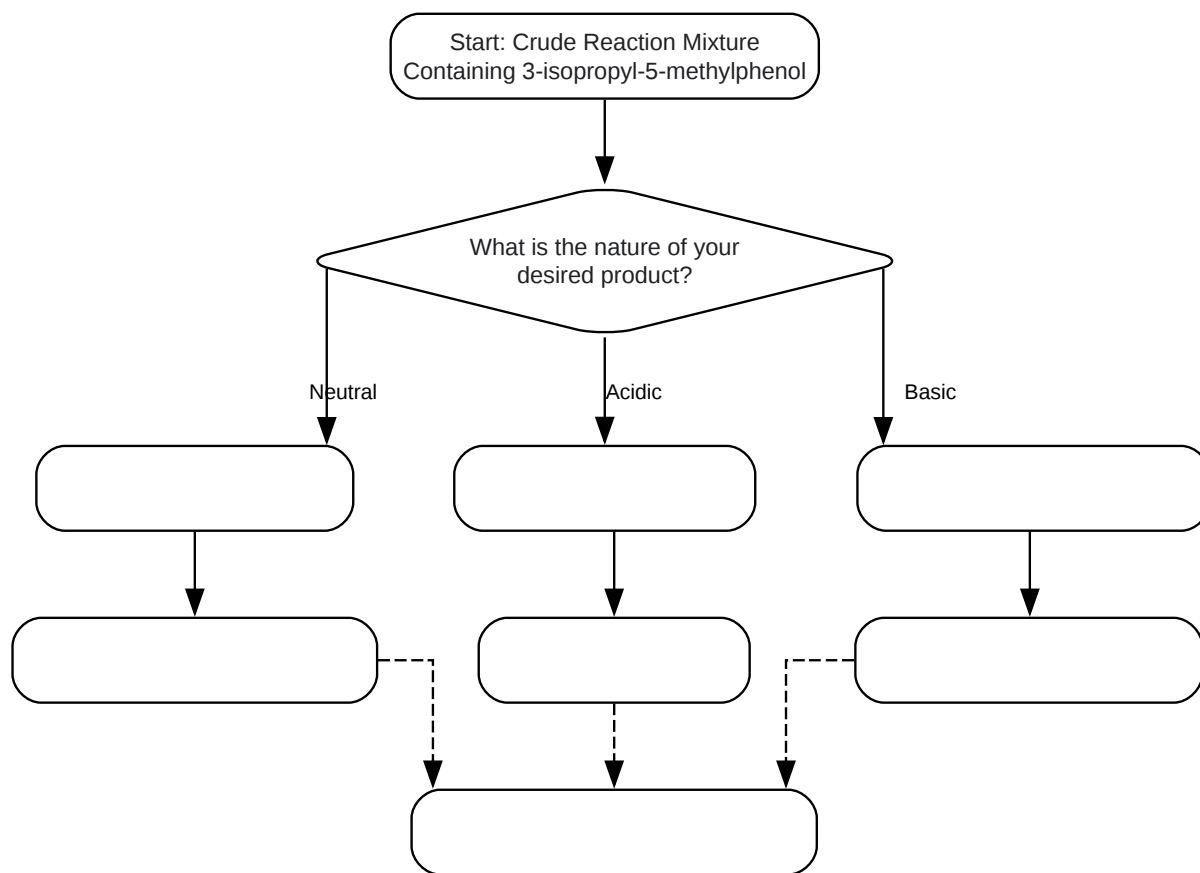 Start: Crude Reaction Mixture
Containing 3-isopropyl-5-methylphenol
What is the nature of your
desired product?
Neutral
Acidic
Basic